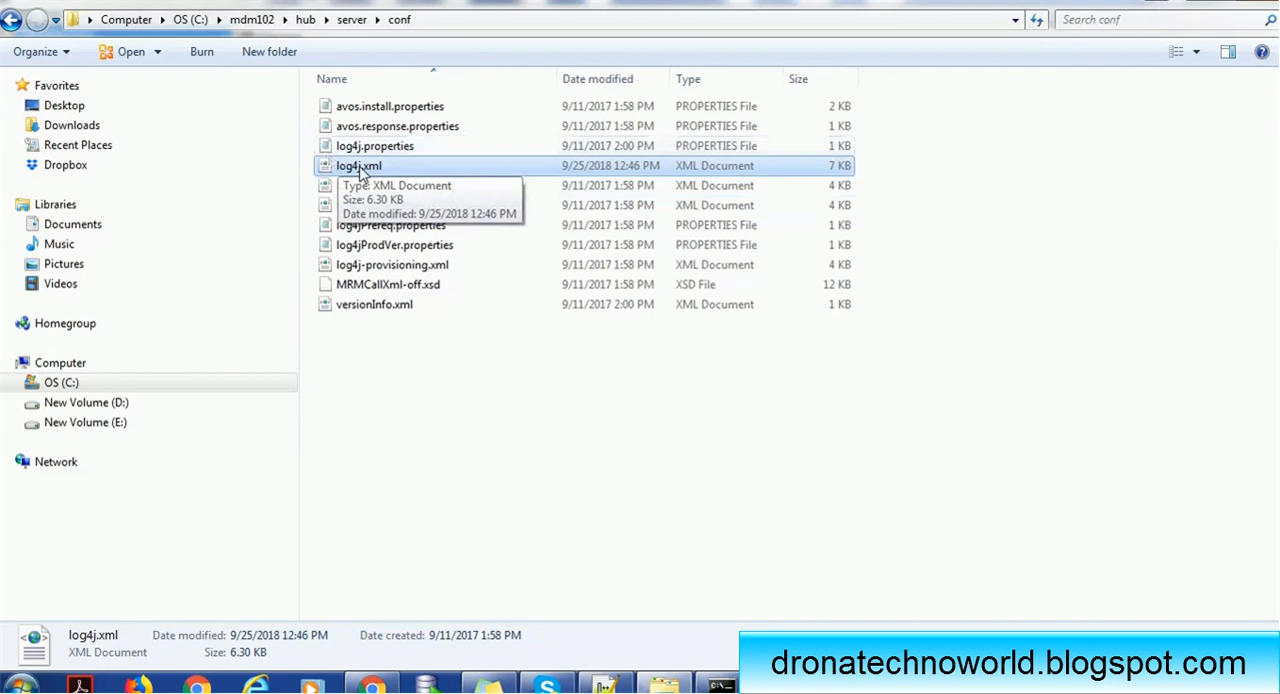 Computer ▸ OS (C:) ▸ mdm102 ▸ hub ▸ server ▸ conf
Search conf
Organize Open Burn New folder
Name Date modified Type Size
Favorites
Desktop
Downloads
Recent Places
Dropbox
Libraries
Documents
Music
Pictures
Videos
Homegroup
Computer
OS (C:)
New Volume (D:)
New Volume (E:)
Network
avos.install.properties 9/11/2017 1:58 PM PROPERTIES File 2 KB
avos.response.properties 9/11/2017 1:58 PM PROPERTIES File 1 KB
log4j.properties 9/11/2017 2:00 PM PROPERTIES File 1 KB
log4j.xml 9/25/2018 12:46 PM XML Document 7 KB
9/11/2017 1:58 PM XML Document 4 KB
9/11/2017 1:58 PM XML Document 4 KB
log4jPrereq.properties 9/11/2017 1:58 PM PROPERTIES File 1 KB
log4jProdVer.properties 9/11/2017 1:58 PM PROPERTIES File 1 KB
log4j-provisioning.xml 9/11/2017 1:58 PM XML Document 4 KB
MRMCallXml-off.xsd 9/11/2017 1:58 PM XSD File 12 KB
versionInfo.xml 9/11/2017 2:00 PM XML Document 1 KB
Type: XML Document
Size: 6.30 KB
Date modified: 9/25/2018 12:46 PM
log4j.xml Date modified: 9/25/2018 12:46 PM Date created: 9/11/2017 1:58 PM
XML Document Size: 6.30 KB
dronatechnoworld.blogspot.com